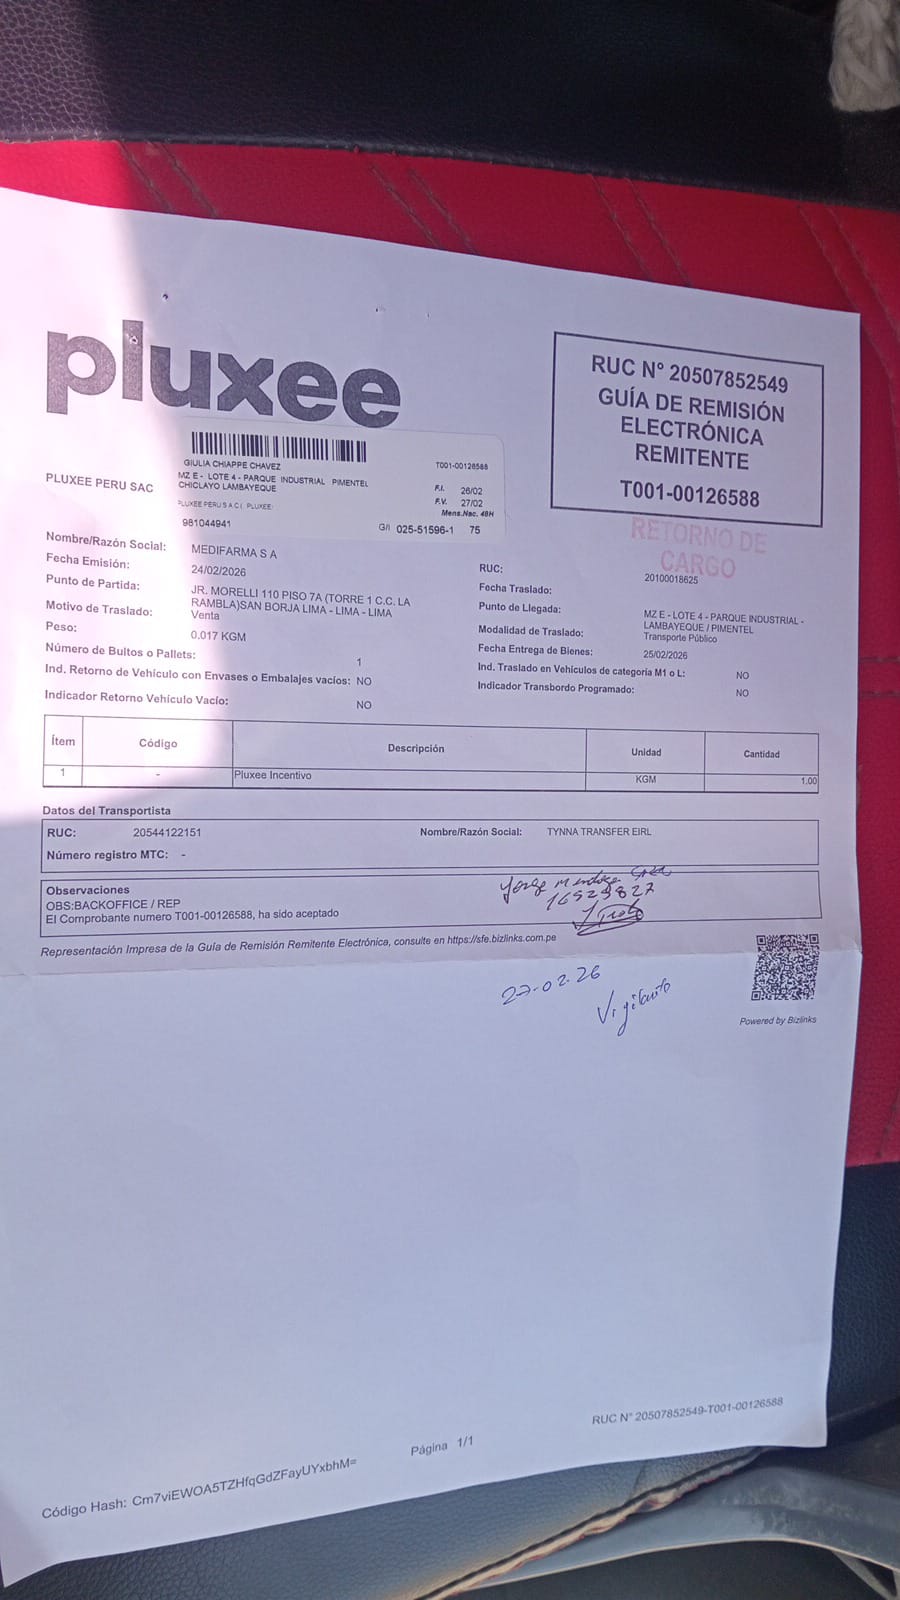 pluxee
RUC N° 20507852549
GUÍA DE REMISIÓN
ELECTRÓNICA
REMITENTE
T001-00126588
RETORNO DE
CARGO
GIULIA CHIAPPE CHAVEZ
T001-00126588
MZ E - LOTE 4 - PARQUE INDUSTRIAL PIMENTEL
CHICLAYO LAMBAYEQUE
F.I. 26/02
F.V. 27/02
Mens.Nac. 48H
PLUXEE PERU S A C ( PLUXEE:
981044941
G/I 025-51596-1 75
PLUXEE PERU SAC
Nombre/Razón Social: MEDIFARMA S A
Fecha Emisión: 24/02/2026
Punto de Partida: JR. MORELLI 110 PISO 7A (TORRE 1 C.C. LA
RAMBLA)SAN BORJA LIMA - LIMA - LIMA
Motivo de Traslado: Venta
Peso: 0.017 KGM
Número de Bultos o Pallets: 1
Ind. Retorno de Vehículo con Envases o Embalajes vacíos: NO
Indicador Retorno Vehículo Vacío: NO
RUC: 20100018625
Fecha Traslado:
Punto de Llegada: MZ E - LOTE 4 - PARQUE INDUSTRIAL -
LAMBAYEQUE / PIMENTEL
Modalidad de Traslado: Transporte Público
Fecha Entrega de Bienes: 25/02/2026
Ind. Traslado en Vehículos de categoría M1 o L: NO
Indicador Transbordo Programado: NO
Ítem Código Descripción Unidad Cantidad
1 - Pluxee Incentivo KGM 1.00
Datos del Transportista
RUC: 20544122151 Nombre/Razón Social: TYNNA TRANSFER EIRL
Número registro MTC: -
Observaciones
OBS:BACKOFFICE / REP
El Comprobante numero T001-00126588, ha sido aceptado
Jorge Mendoza
16523827
Representación Impresa de la Guía de Remisión Remitente Electrónica, consulte en https://sfe.bizlinks.com.pe
27-02-26
Vigilante
Powered by Bizlinks
RUC N° 20507852549-T001-00126588
Página 1/1
Código Hash: Cm7viEWOA5TZHfqGdZFayUYxbhM=